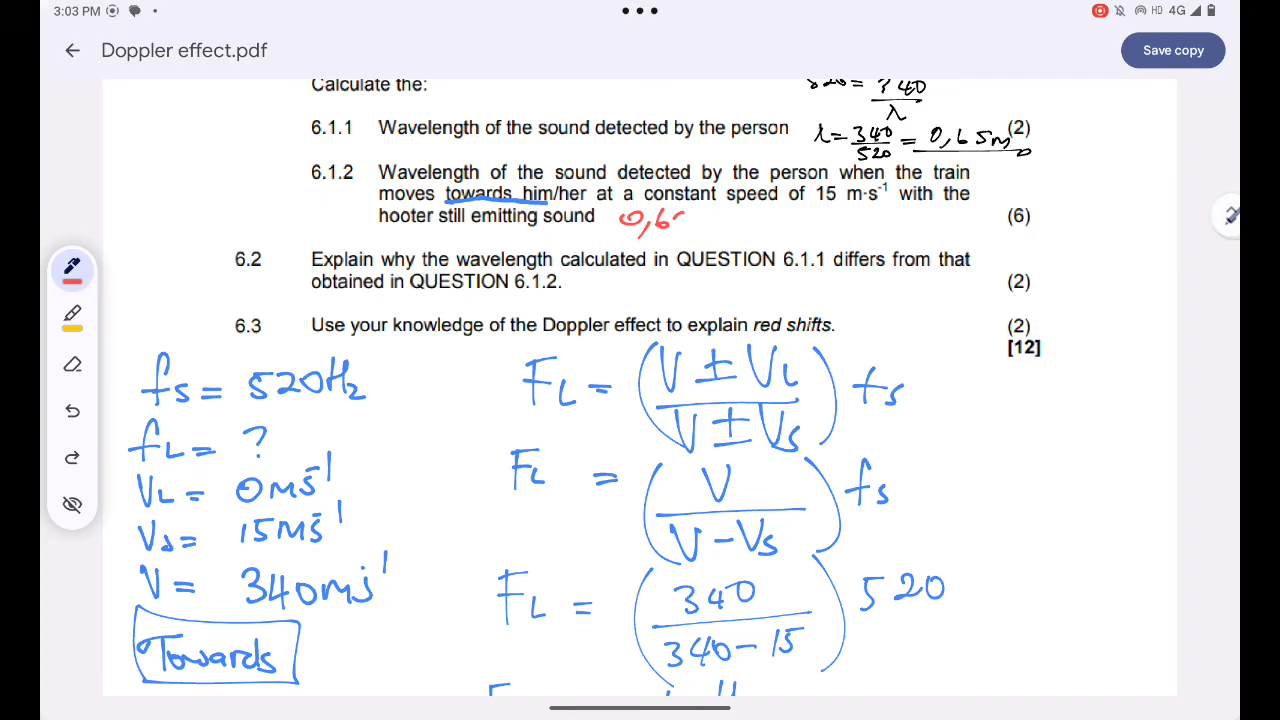 3:03 PM
HD 4G
Doppler effect.pdf
Save copy
Calculate the:
520 = 340
λ
6.1.1 Wavelength of the sound detected by the person (2)
λ = 340 = 0,65m
520
6.1.2 Wavelength of the sound detected by the person when the train
moves towards him/her at a constant speed of 15 m·s⁻¹ with the
hooter still emitting sound (6)
0,6
6.2 Explain why the wavelength calculated in QUESTION 6.1.1 differs from that
obtained in QUESTION 6.1.2. (2)
6.3 Use your knowledge of the Doppler effect to explain red shifts. (2)
[12]
fs = 520Hz
fL = ?
VL = 0ms⁻¹
Vs = 15ms⁻¹
V = 340ms⁻¹
Towards
FL = (V ± VL / V ± Vs) fs
FL = (V / V - Vs) fs
FL = (340 / 340 - 15) 520